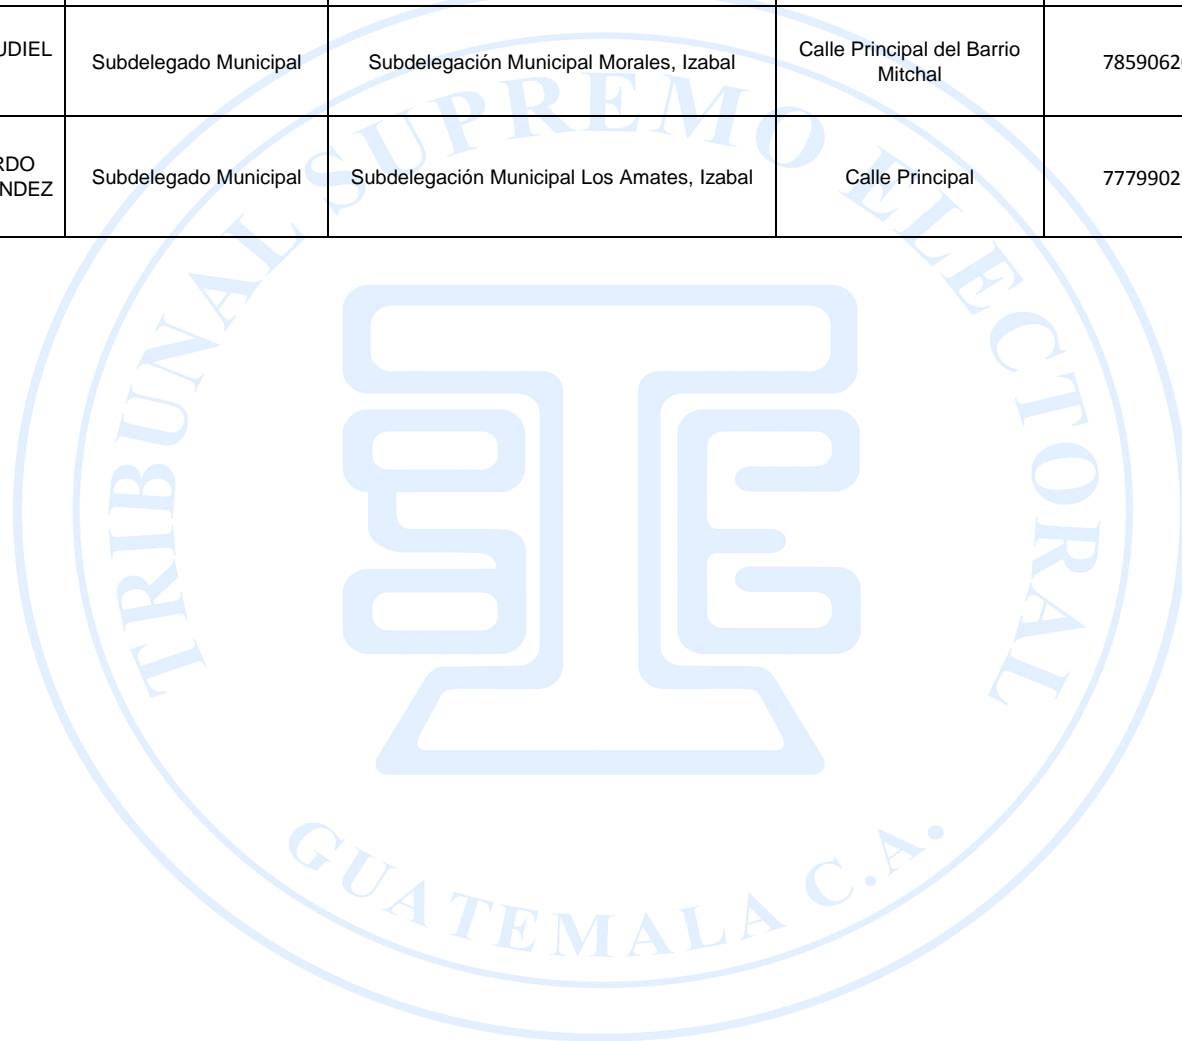 UDIEL
Subdelegado Municipal
Subdelegación Municipal Morales, Izabal
Calle Principal del Barrio
Mitchal
7859062
RDO
NDEZ
Subdelegado Municipal
Subdelegación Municipal Los Amates, Izabal
Calle Principal
7779902
TRIBUNAL SUPREMO ELECTORAL
GUATEMALA C.A.